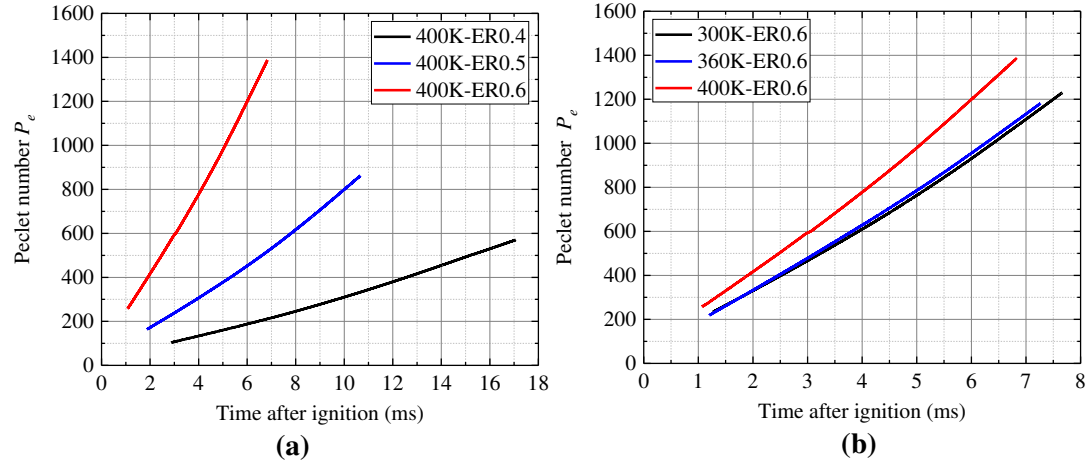 1600
1400
1200
1000
800
600
400
200
0
Peclet number Pe
400K-ER0.4
400K-ER0.5
400K-ER0.6
0 2 4 6 8 10 12 14 16 18
Time after ignition (ms)
(a)
1600
1400
1200
1000
800
600
400
200
0
Peclet number Pe
300K-ER0.6
360K-ER0.6
400K-ER0.6
0 1 2 3 4 5 6 7 8
Time after ignition (ms)
(b)